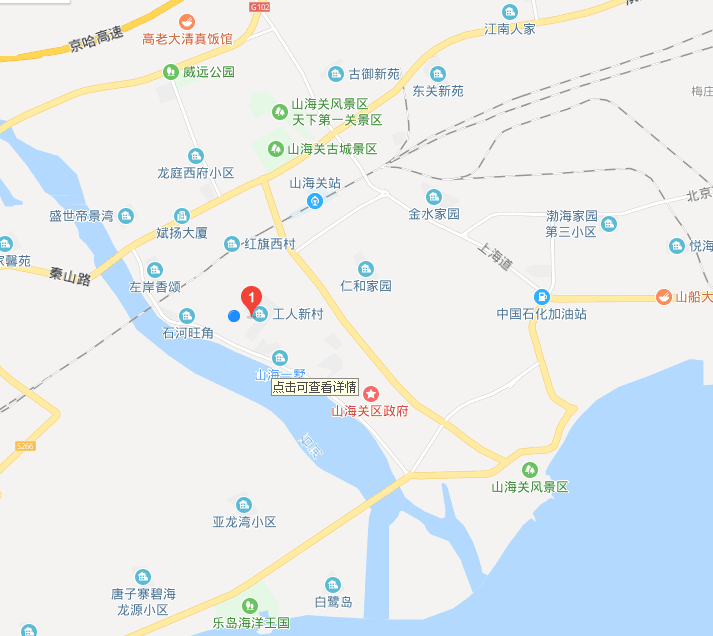 G102
京哈高速
高老大清真饭馆
江南人家
威远公园
古御新苑
东关新苑
山海关风景区
天下第一关景区
山海关古城景区
龙庭西府小区
山海关站
盛世帝景湾
斌扬大厦
金水家园
渤海家园
第三小区
北京
红旗西村
上海道
悦海
家馨苑
秦山路
左岸香颂
仁和家园
山船大
1
工人新村
中国石化加油站
石河旺角
山海一墅
点击可查看详情
山海关区政府
S266
石河
山海关风景区
亚龙湾小区
唐子寨碧海
龙源小区
白鹭岛
乐岛海洋王国